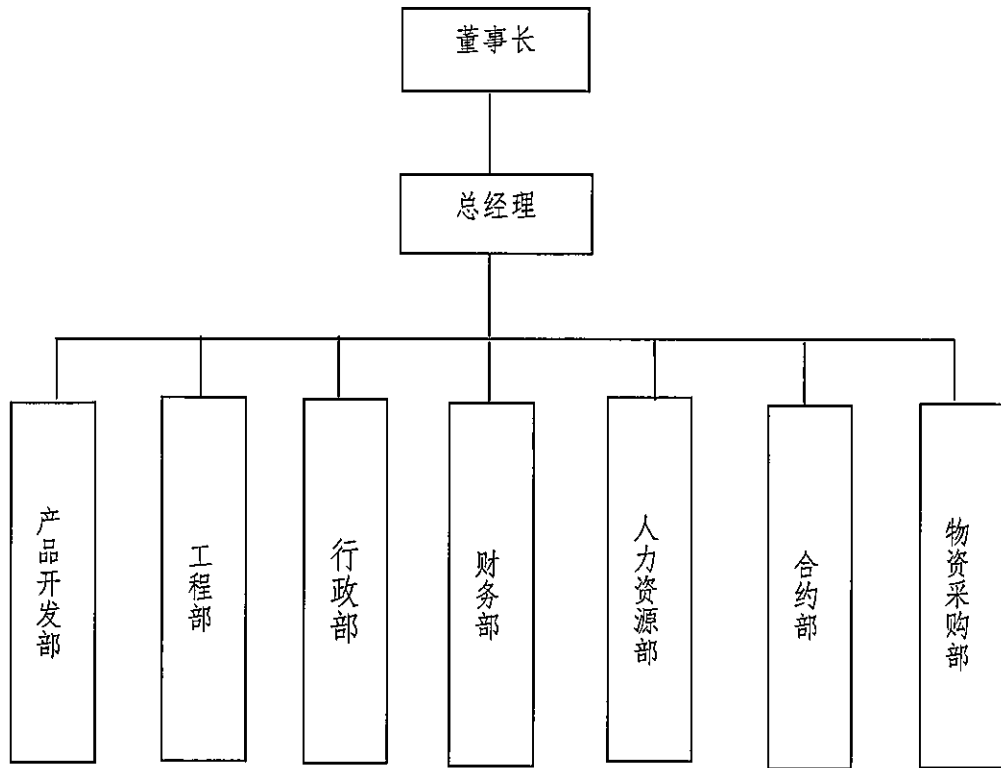 董事长
总经理
产品开发部
工程部
行政部
财务部
人力资源部
合约部
物资采购部